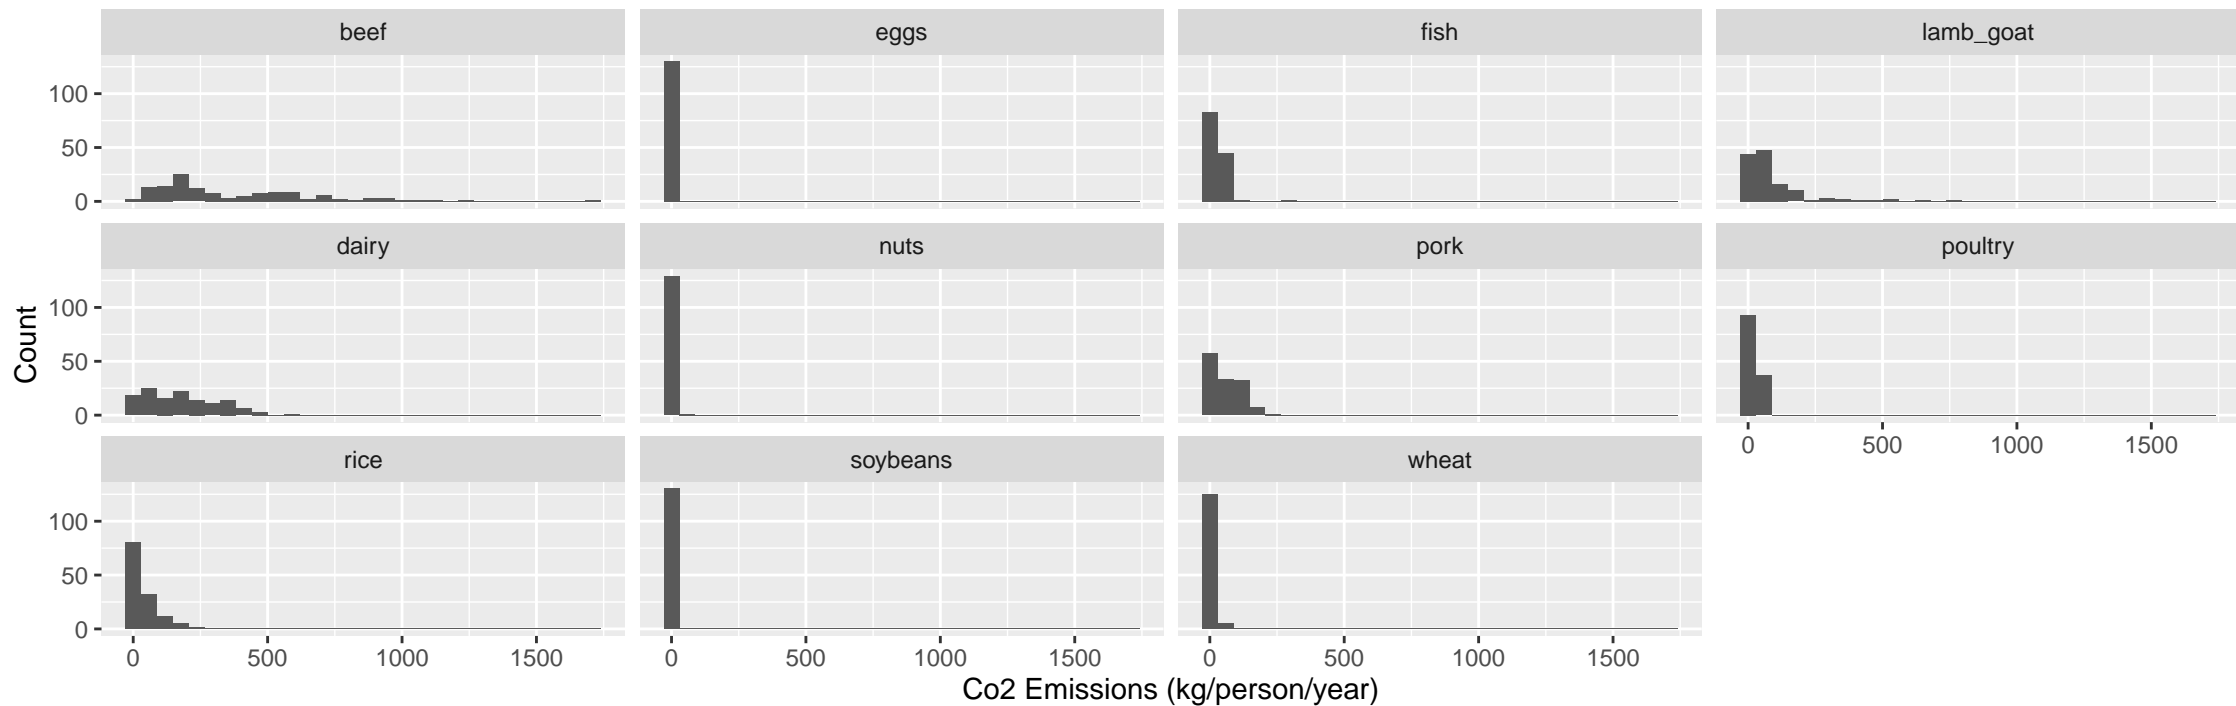 beef
eggs
fish
lamb_goat
100
50
0
dairy
nuts
pork
poultry
100
50
0
0 500 1000 1500
rice
soybeans
wheat
100
50
0
0 500 1000 1500
0 500 1000 1500
0 500 1000 1500
Co2 Emissions (kg/person/year)
Count